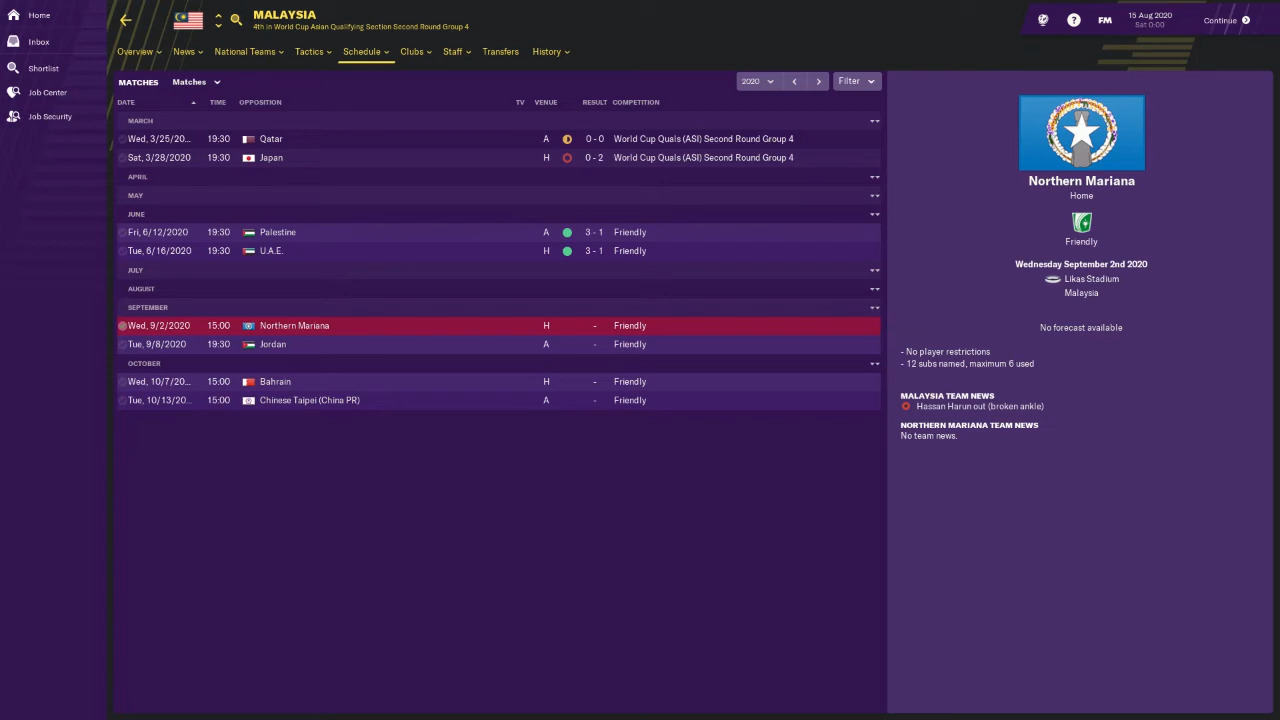 Home
Inbox
Shortlist
Job Center
Job Security
MALAYSIA
4th in World Cup Asian Qualifying Section Second Round Group 4
FM
15 Aug 2020
Sat 0:00
Continue
Overview News National Teams Tactics Schedule Clubs Staff Transfers History
MATCHES Matches 2020 Filter
DATE TIME OPPOSITION TV VENUE RESULT COMPETITION
MARCH
Wed, 3/25/20... 19:30 Qatar A 0 - 0 World Cup Quals (ASI) Second Round Group 4
Sat, 3/28/2020 19:30 Japan H 0 - 2 World Cup Quals (ASI) Second Round Group 4
APRIL
MAY
JUNE
Fri, 6/12/2020 19:30 Palestine A 3 - 1 Friendly
Tue, 6/16/2020 19:30 U.A.E. H 3 - 1 Friendly
JULY
AUGUST
SEPTEMBER
Wed, 9/2/2020 15:00 Northern Mariana H - Friendly
Tue, 9/8/2020 19:30 Jordan A - Friendly
OCTOBER
Wed, 10/7/20... 15:00 Bahrain H - Friendly
Tue, 10/13/20... 15:00 Chinese Taipei (China PR) A - Friendly
Northern Mariana
Home
Friendly
Wednesday September 2nd 2020
Likas Stadium
Malaysia
No forecast available
- No player restrictions
- 12 subs named, maximum 6 used
MALAYSIA TEAM NEWS
Hassan Harun out (broken ankle)
NORTHERN MARIANA TEAM NEWS
No team news.